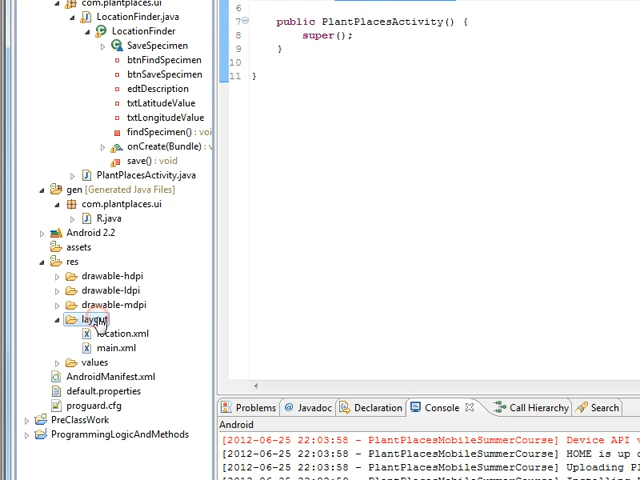 com.plantplaces.ui
LocationFinder.java
LocationFinder
SaveSpecimen
btnFindSpecimen
btnSaveSpecimen
edtDescription
txtLatitudeValue
txtLongitudeValue
findSpecimen() : voi
onCreate(Bundle) : v
save() : void
PlantPlacesActivity.java
gen [Generated Java Files]
com.plantplaces.ui
R.java
Android 2.2
assets
res
drawable-hdpi
drawable-ldpi
drawable-mdpi
layout
location.xml
main.xml
values
AndroidManifest.xml
default.properties
proguard.cfg
PreClassWork
ProgrammingLogicAndMethods
6
7 public PlantPlacesActivity() {
8 super();
9 }
10
11 }
Problems Javadoc Declaration Console Call Hierarchy Search
Android
[2012-06-25 22:03:58 - PlantPlacesMobileSummerCourse] Device API v
[2012-06-25 22:03:58 - PlantPlacesMobileSummerCourse] HOME is up o
[2012-06-25 22:03:58 - PlantPlacesMobileSummerCourse] Uploading Pl